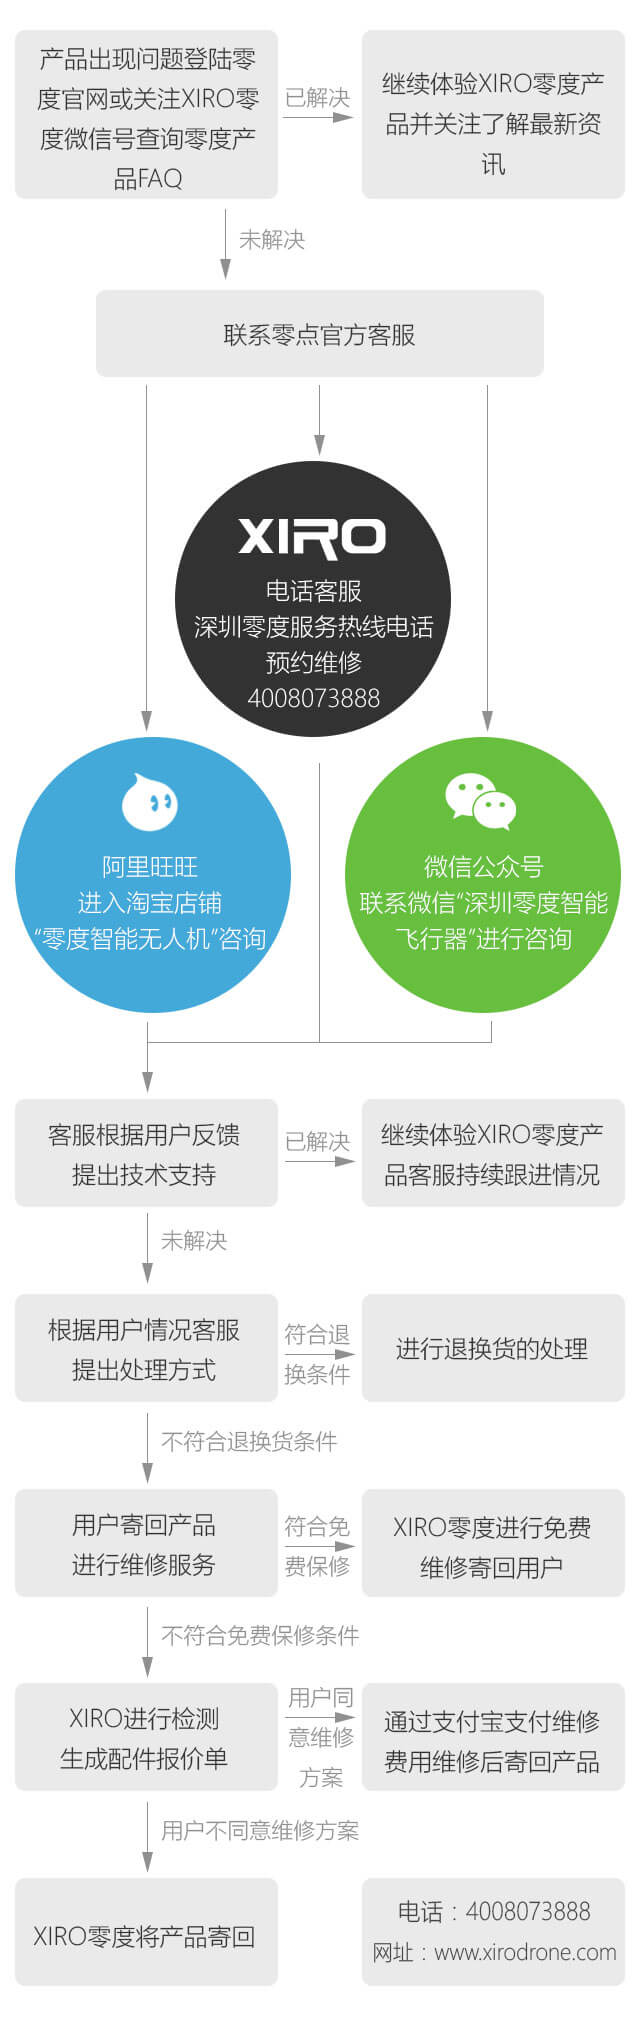 产品出现问题登陆零
度官网或关注XIRO零
度微信号查询零度产
品FAQ
已解决
继续体验XIRO零度产
品并关注了解最新资
讯
未解决
联系零点官方客服
XIRO
电话客服
深圳零度服务热线电话
预约维修
4008073888
阿里旺旺
进入淘宝店铺
“零度智能无人机”咨询
微信公众号
联系微信“深圳零度智能
飞行器”进行咨询
客服根据用户反馈
提出技术支持
已解决
继续体验XIRO零度产
品客服持续跟进情况
未解决
根据用户情况客服
提出处理方式
符合退
换条件
进行退换货的处理
不符合退换货条件
用户寄回产品
进行维修服务
符合免
费保修
XIRO零度进行免费
维修寄回用户
不符合免费保修条件
XIRO进行检测
生成配件报价单
用户同
意维修
方案
通过支付宝支付维修
费用维修后寄回产品
用户不同意维修方案
XIRO零度将产品寄回
电话：4008073888
网址：www.xirodrone.com